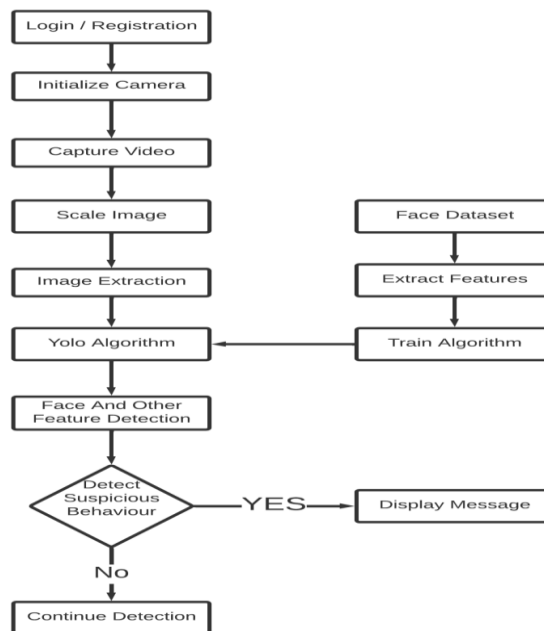 Login / Registration
Initialize Camera
Capture Video
Scale Image
Face Dataset
Image Extraction
Extract Features
Yolo Algorithm
Train Algorithm
Face And Other
Feature Detection
Detect
Suspicious
Behaviour
YES
Display Message
No
Continue Detection